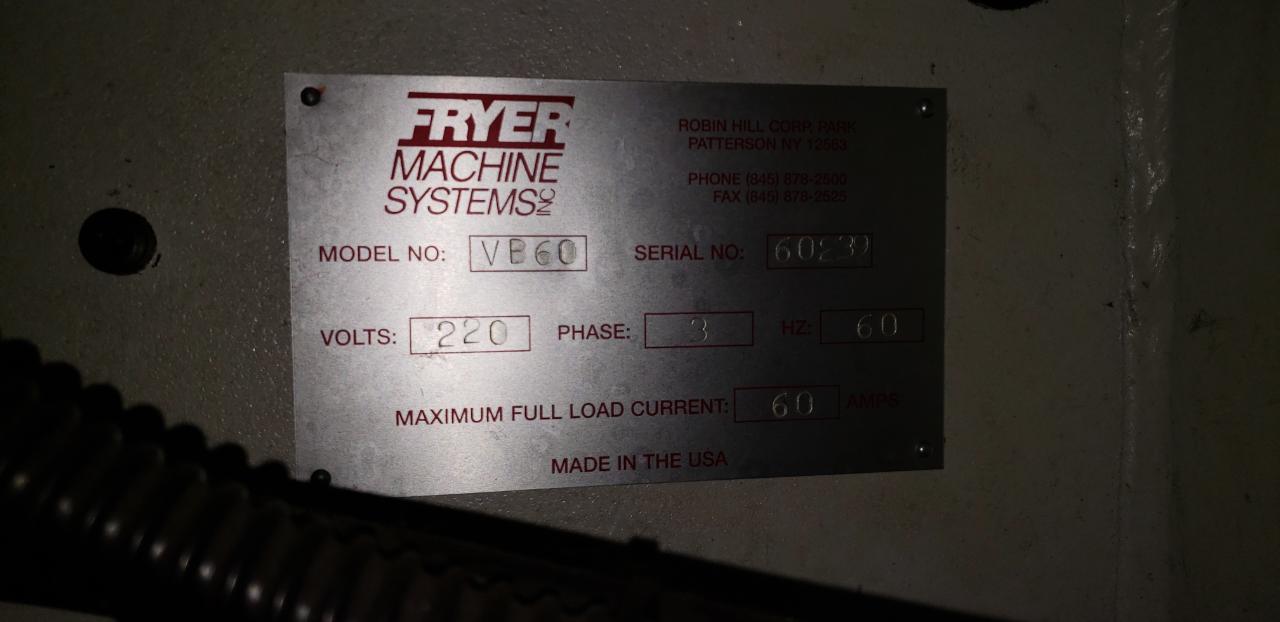 FRYER
MACHINE
SYSTEMS INC
ROBIN HILL CORP. PARK
PATTERSON NY 12563
PHONE (845) 878-2500
FAX (845) 878-2525
MODEL NO: VB60 SERIAL NO:
VOLTS: 220 PHASE: 3 HZ: 60
MAXIMUM FULL LOAD CURRENT: 60 AMPS
MADE IN THE USA